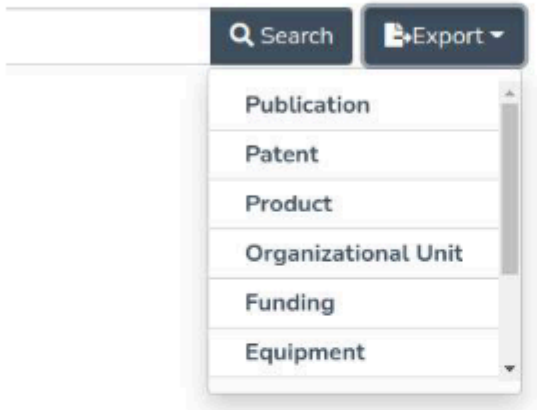 Search Export
Publication
Patent
Product
Organizational Unit
Funding
Equipment